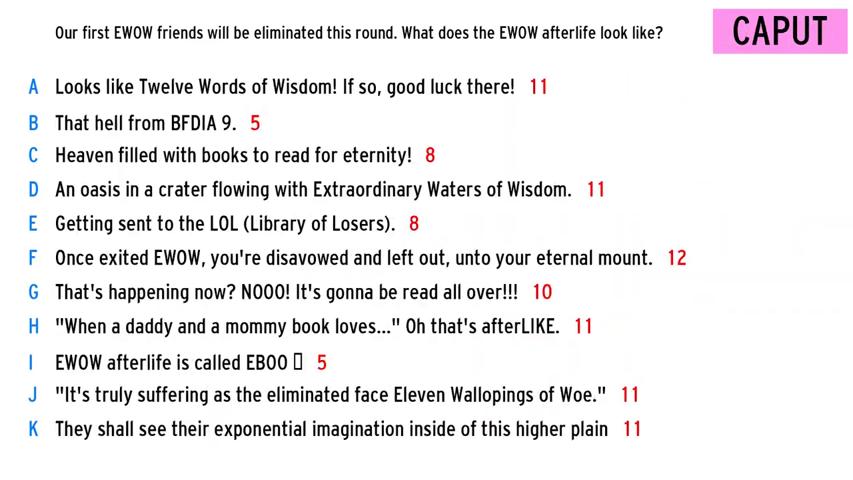 Our first EWOW friends will be eliminated this round. What does the EWOW afterlife look like?
CAPUT
A Looks like Twelve Words of Wisdom! If so, good luck there! 11
B That hell from BFDIA 9. 5
C Heaven filled with books to read for eternity! 8
D An oasis in a crater flowing with Extraordinary Waters of Wisdom. 11
E Getting sent to the LOL (Library of Losers). 8
F Once exited EWOW, you're disavowed and left out, unto your eternal mount. 12
G That's happening now? NOOO! It's gonna be read all over!!! 10
H "When a daddy and a mommy book loves..." Oh that's afterLIKE. 11
I EWOW afterlife is called EBOO ▯ 5
J "It's truly suffering as the eliminated face Eleven Wallopings of Woe." 11
K They shall see their exponential imagination inside of this higher plain 11